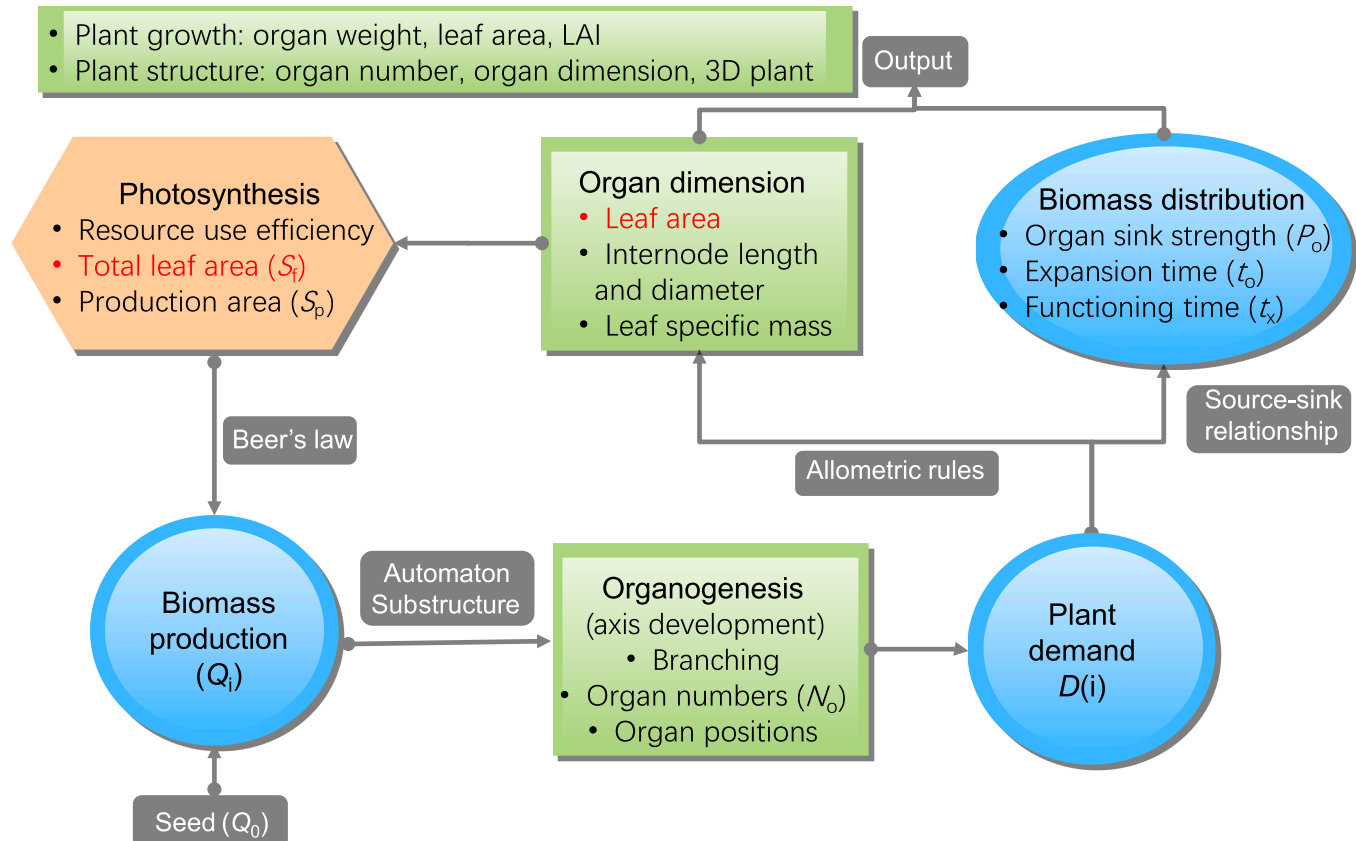 • Plant growth: organ weight, leaf area, LAI
• Plant structure: organ number, organ dimension, 3D plant
Output
Photosynthesis
• Resource use efficiency
• Total leaf area (Sf)
• Production area (Sp)
Organ dimension
• Leaf area
• Internode length
and diameter
• Leaf specific mass
Biomass distribution
• Organ sink strength (Po)
• Expansion time (to)
• Functioning time (tx)
Beer’s law
Allometric rules
Source-sink
relationship
Biomass
production
(Qi)
Automaton
Substructure
Organogenesis
(axis development)
• Branching
• Organ numbers (No)
• Organ positions
Plant
demand
D(i)
Seed (Q0)